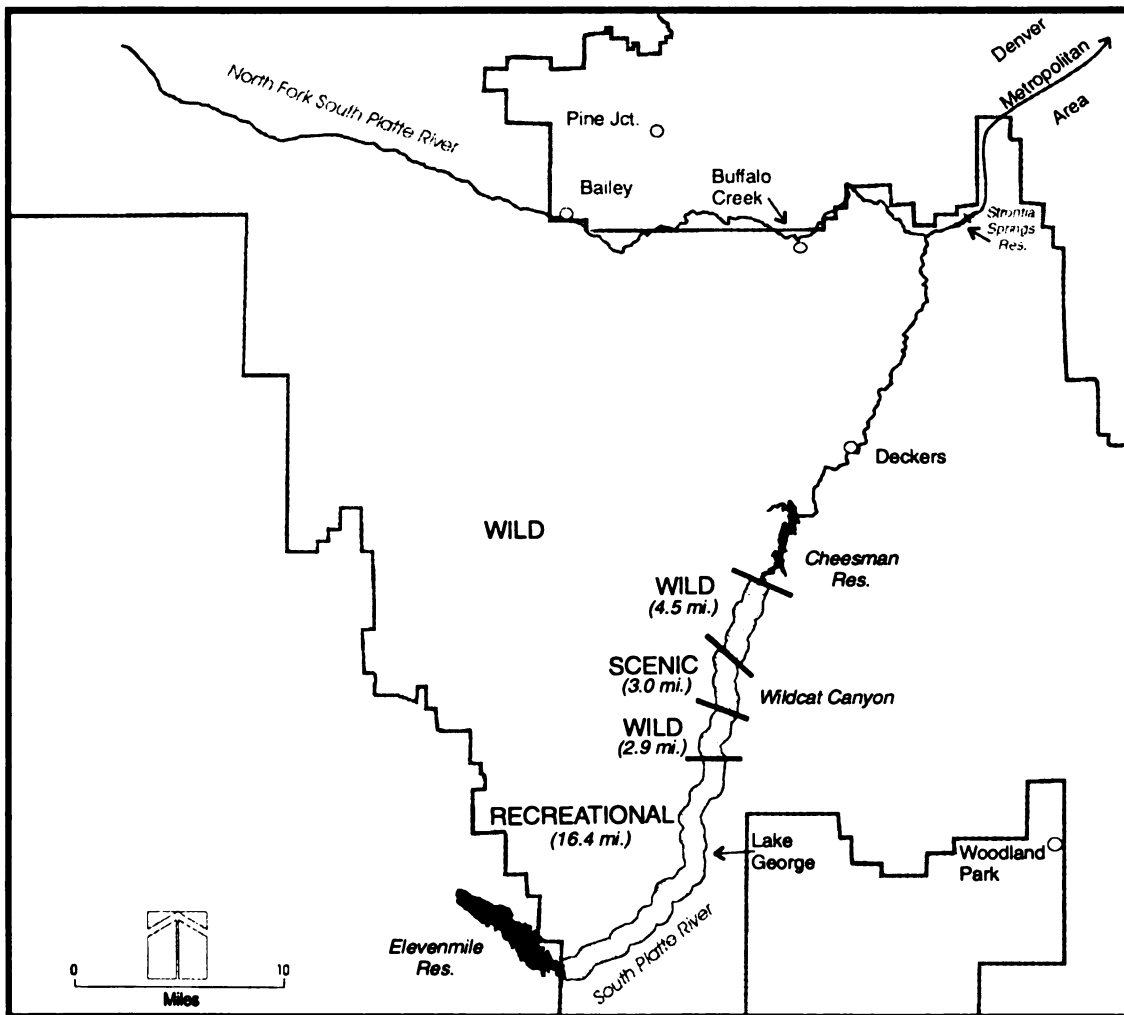 Denver
Metropolitan
Area
North Fork South Platte River
Pine Jct.
Bailey
Buffalo
Creek
Strontia
Springs
Res.
Deckers
WILD
Cheesman
Res.
WILD
(4.5 mi.)
SCENIC
(3.0 mi.)
Wildcat Canyon
WILD
(2.9 mi.)
RECREATIONAL
(16.4 mi.)
Lake
George
Woodland
Park
Elevenmile
Res.
South Platte River
0
10
Miles